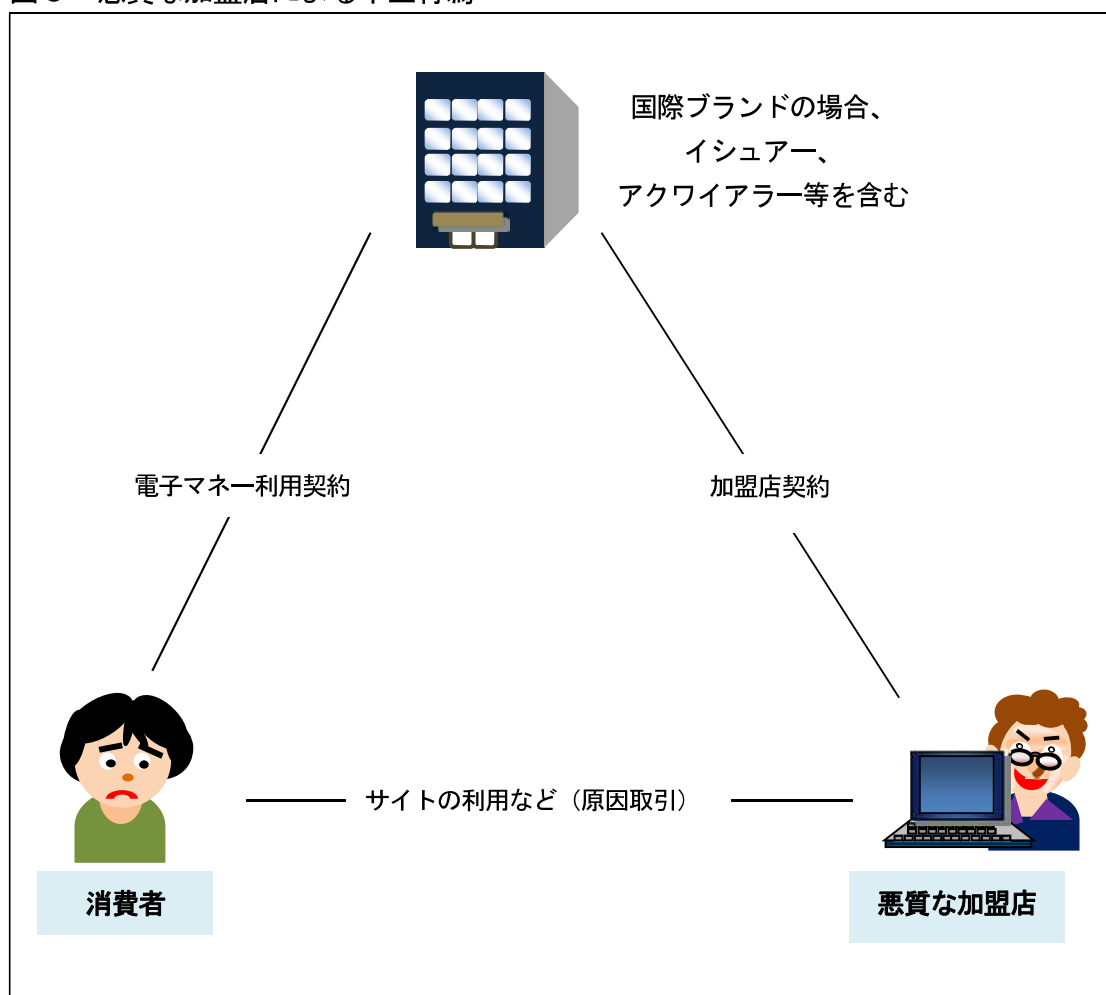 国際ブランドの場合、
イシュアー、
アクワイアラー等を含む
電子マネー利用契約
加盟店契約
サイトの利用など（原因取引）
消費者
悪質な加盟店